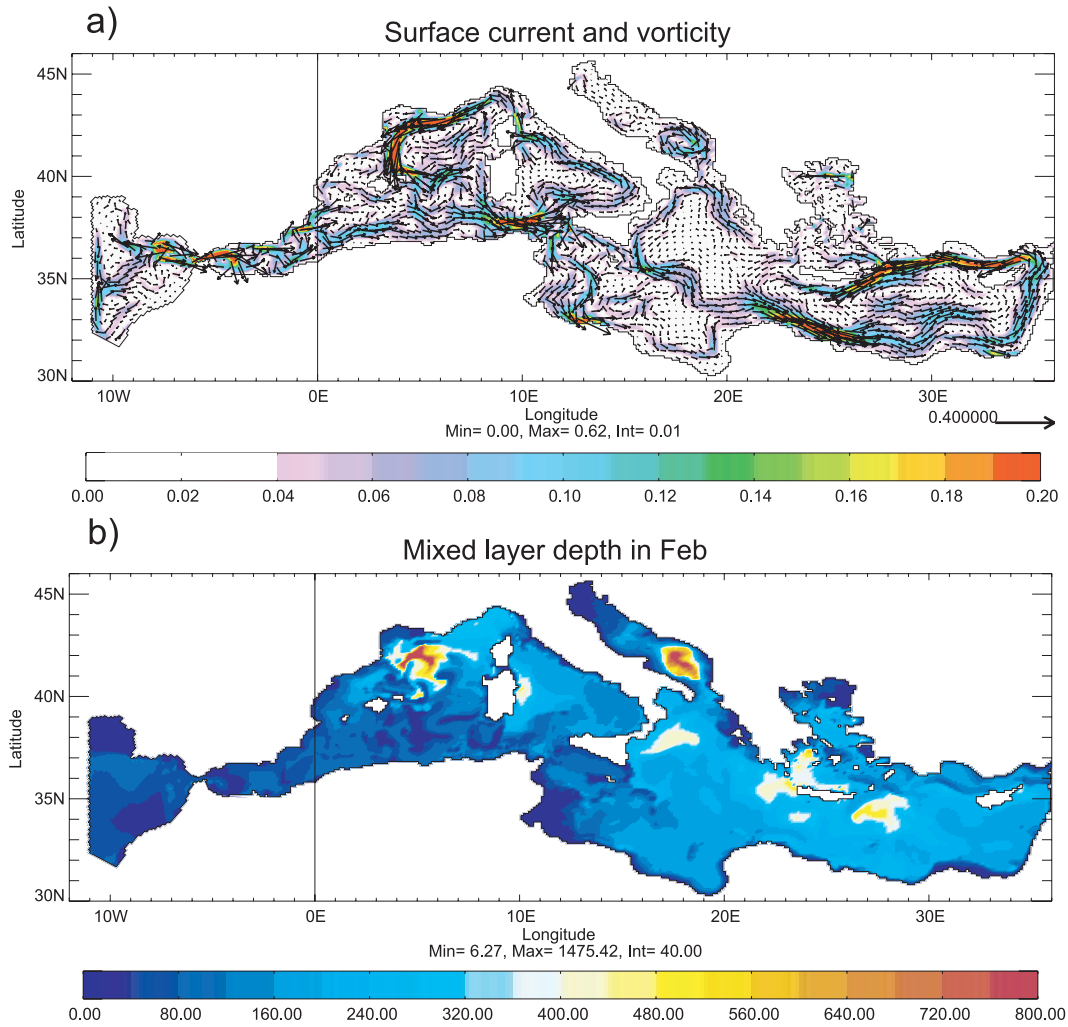 a)
Surface current and vorticity
45N
40N
35N
30N
Latitude
10W 0E 10E 20E 30E
Longitude
Min= 0.00, Max= 0.62, Int= 0.01
0.400000
0.00 0.02 0.04 0.06 0.08 0.10 0.12 0.14 0.16 0.18 0.20
b)
Mixed layer depth in Feb
45N
40N
35N
30N
Latitude
10W 0E 10E 20E 30E
Longitude
Min= 6.27, Max= 1475.42, Int= 40.00
0.00 80.00 160.00 240.00 320.00 400.00 480.00 560.00 640.00 720.00 800.00